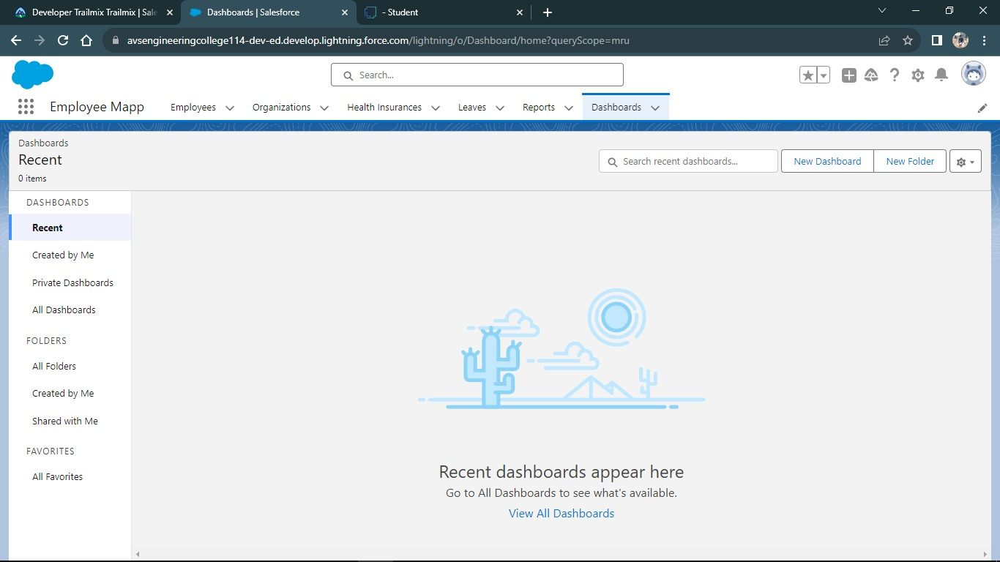 Developer Trailmix Trailmix | Sale
Dashboards | Salesforce
- Student
avsengineeringcollege114-dev-ed.develop.lightning.force.com/lightning/o/Dashboard/home?queryScope=mru
Search...
Employee Mapp
Employees
Organizations
Health Insurances
Leaves
Reports
Dashboards
Dashboards
Recent
0 items
Search recent dashboards...
New Dashboard
New Folder
DASHBOARDS
Recent
Created by Me
Private Dashboards
All Dashboards
FOLDERS
All Folders
Created by Me
Shared with Me
FAVORITES
All Favorites
Recent dashboards appear here
Go to All Dashboards to see what's available.
View All Dashboards